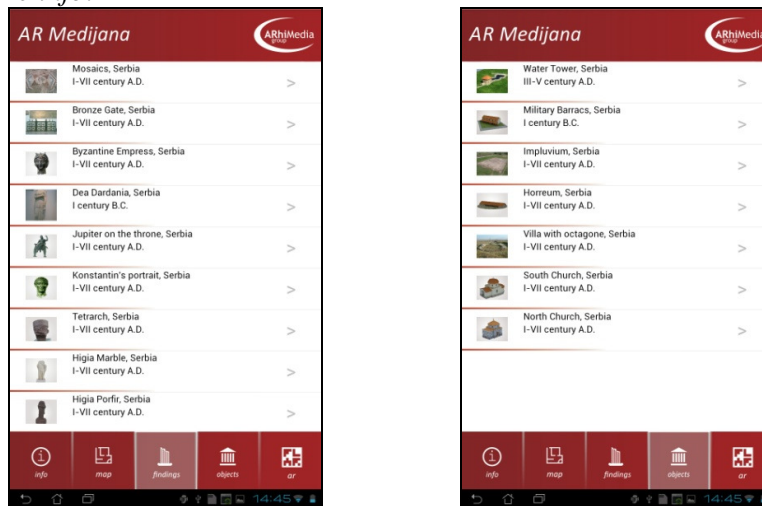 AR Medijana
ARhiMedia
group
Mosaics, Serbia
I-VII century A.D.
>
Bronze Gate, Serbia
I-VII century A.D.
>
Byzantine Empress, Serbia
I-VII century A.D.
>
Dea Dardania, Serbia
I century B.C.
>
Jupiter on the throne, Serbia
I-VII century A.D.
>
Konstantin's portrait, Serbia
I-VII century A.D.
>
Tetrarch, Serbia
I-VII century A.D.
>
Higia Marble, Serbia
I-VII century A.D.
>
Higia Porfir, Serbia
I-VII century A.D.
>
info map findings objects ar
14:45
AR Medijana
ARhiMedia
group
Water Tower, Serbia
III-V century A.D.
>
Military Barracs, Serbia
I century B.C.
>
Impluvium, Serbia
I-VII century A.D.
>
Horreum, Serbia
I-VII century A.D.
>
Villa with octagone, Serbia
I-VII century A.D.
>
South Church, Serbia
I-VII century A.D.
>
North Church, Serbia
I-VII century A.D.
>
info map findings objects ar
14:45